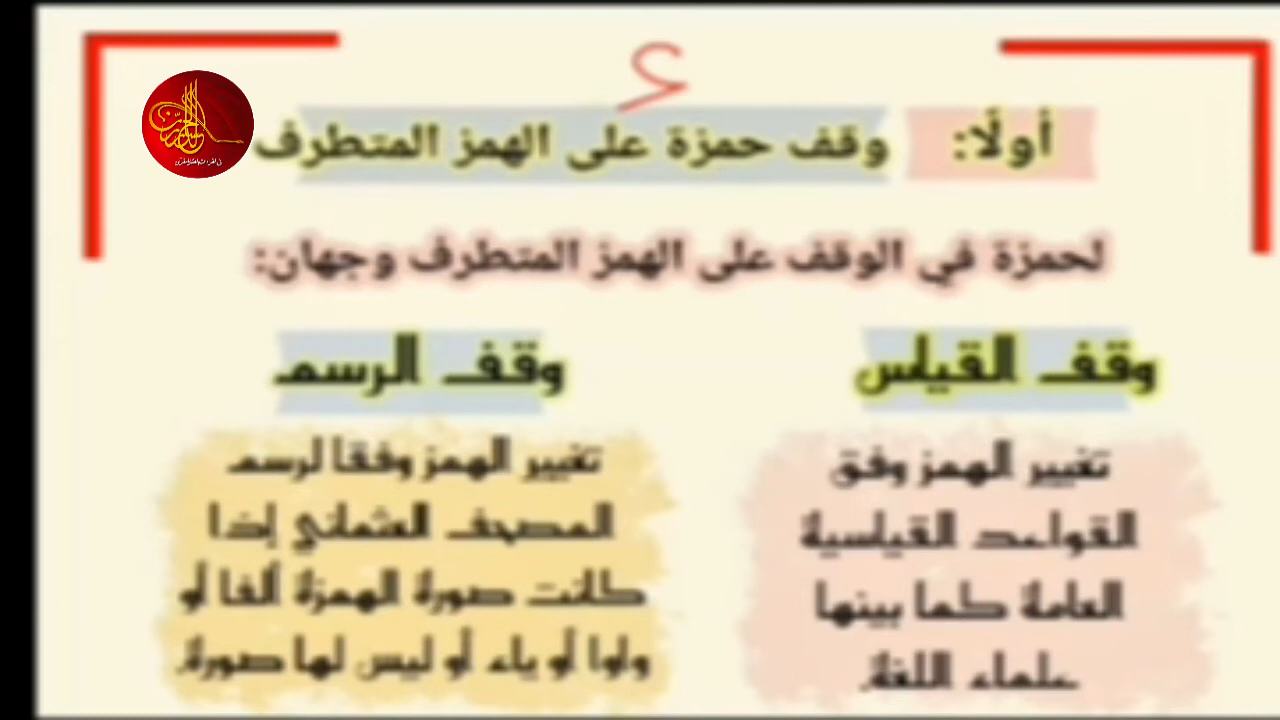 أولًا: وقف حمزة على الهمز المتطرف
لحمزة في الوقف على الهمز المتطرف وجهان:
وقف القياس
تغيير الهمز وفق
القواعد القياسية
العامة كما بينها
علماء اللغة.
وقف الرسم
تغيير الهمز وفقا لرسم
المصحف العثماني إذا
كانت صورة الهمزة ألفا أو
واوا أو ياء أو ليس لها صورة.
ء